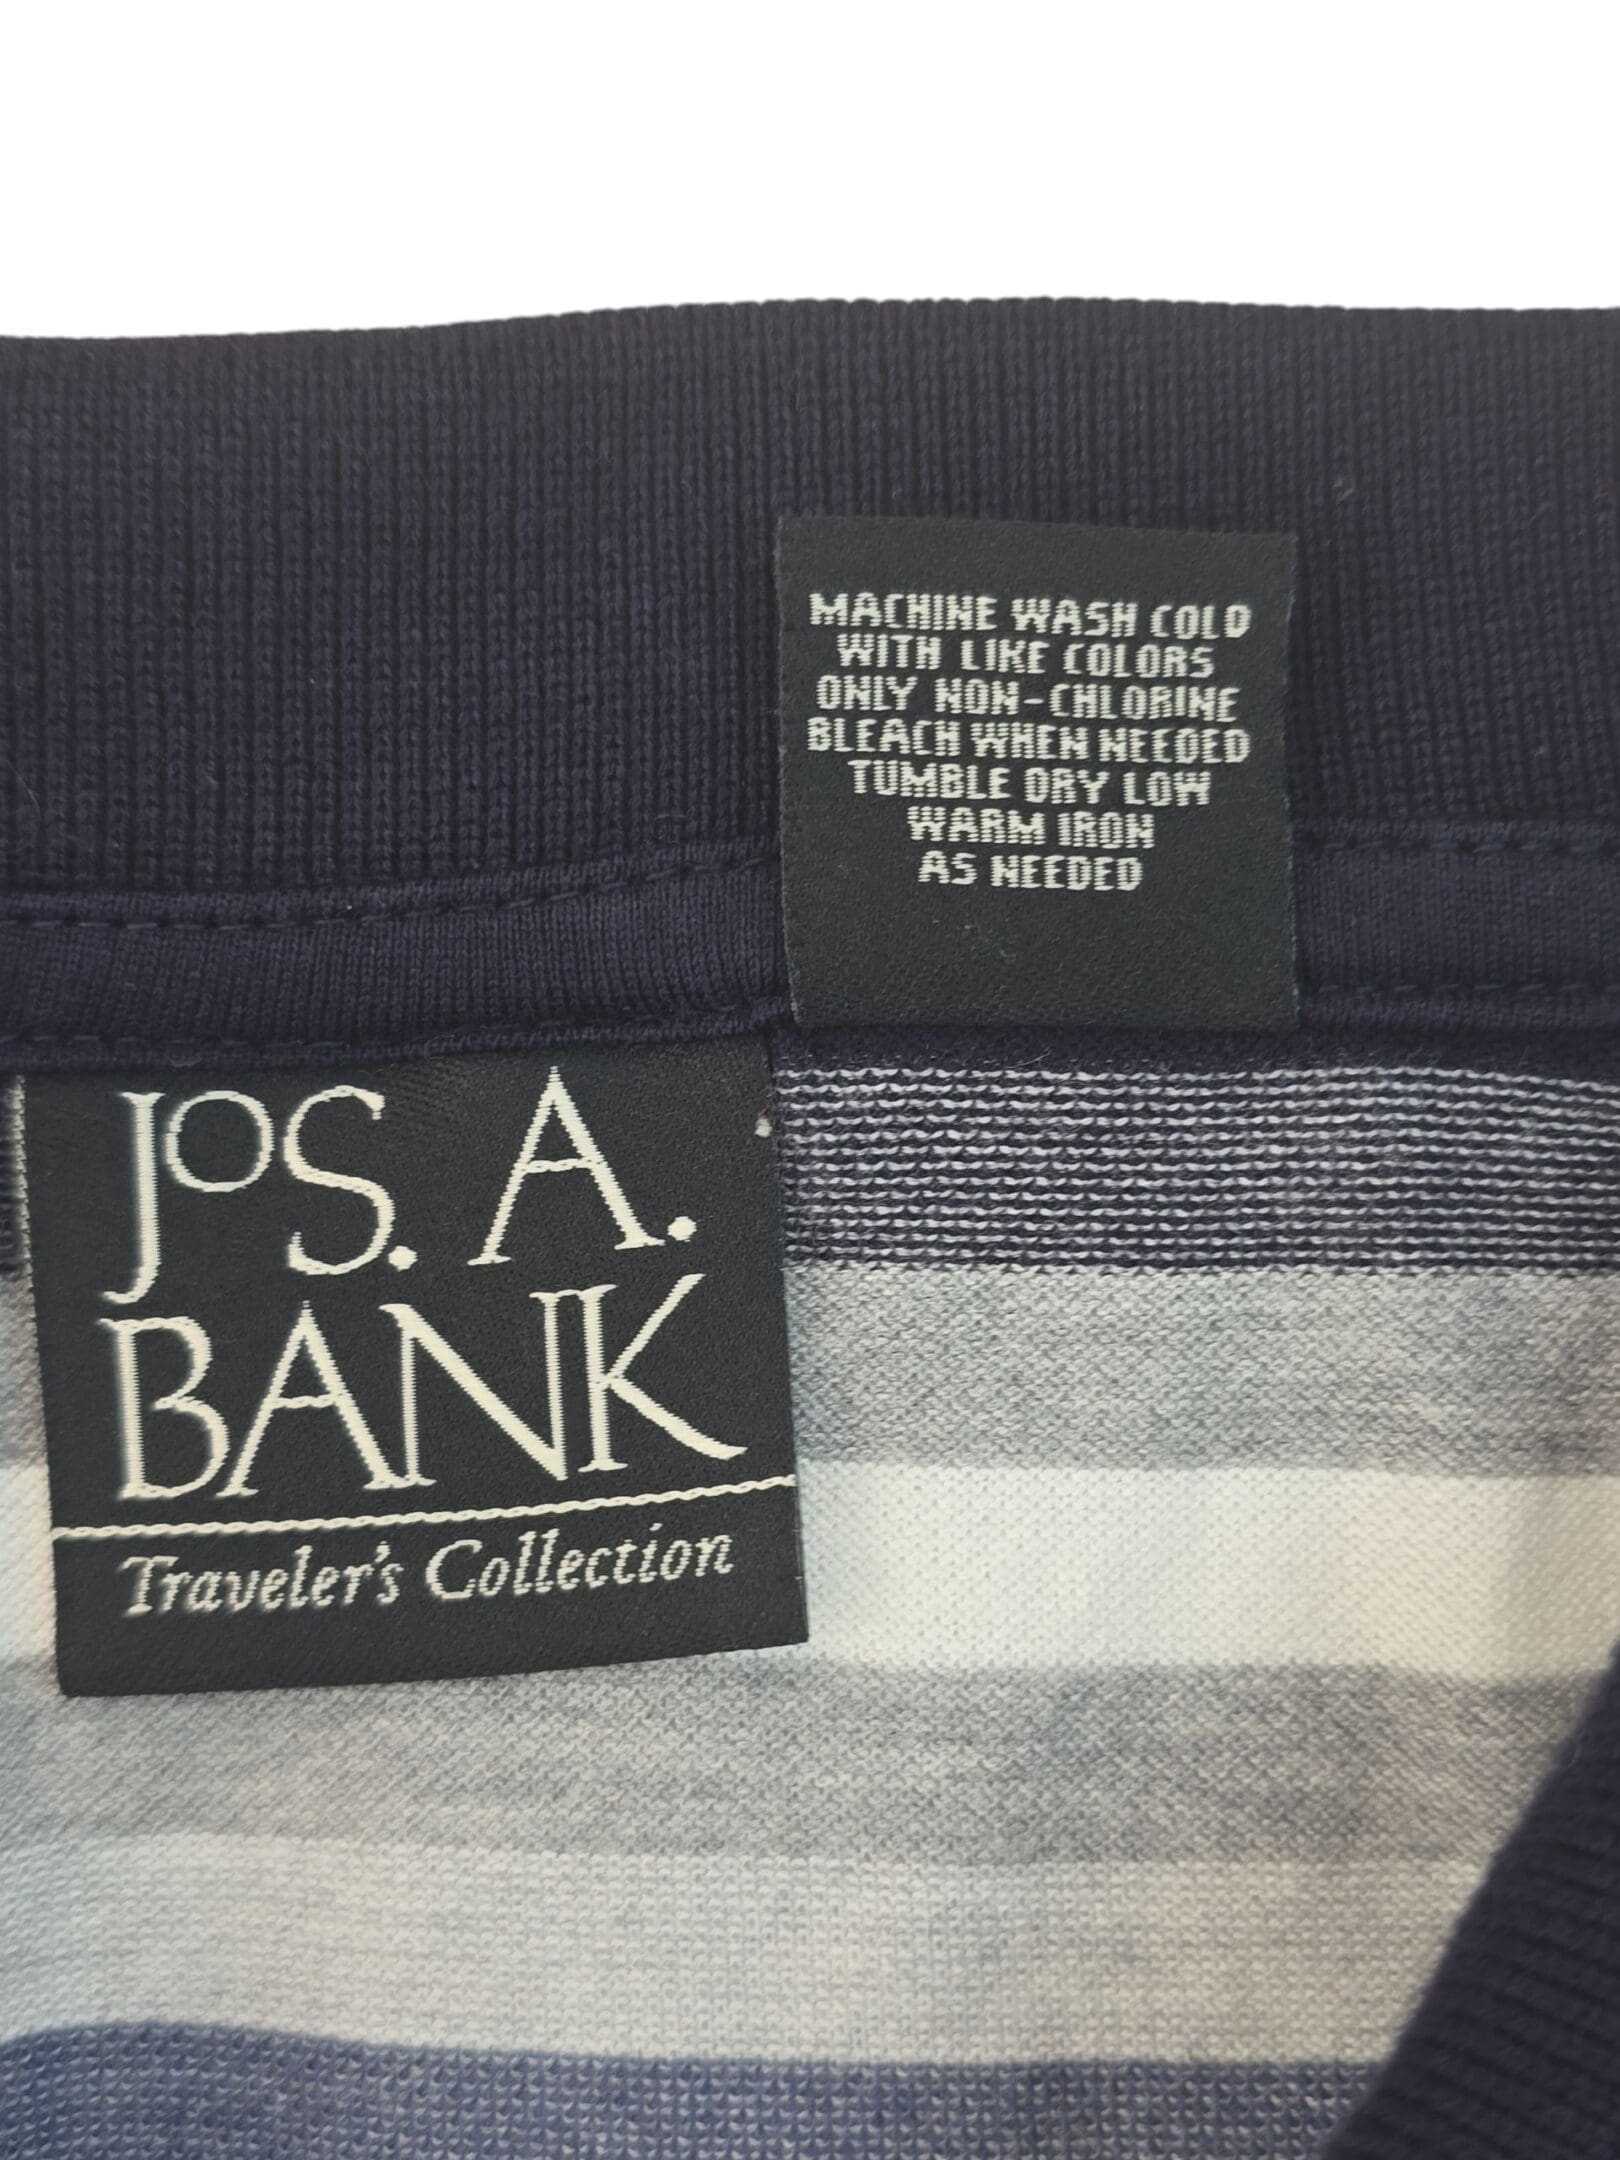 MACHINE WASH COLD
WITH LIKE COLORS
ONLY NON-CHLORINE
BLEACH WHEN NEEDED
TUMBLE DRY LOW
WARM IRON
AS NEEDED
JOS. A.
BANK
Traveler's Collection